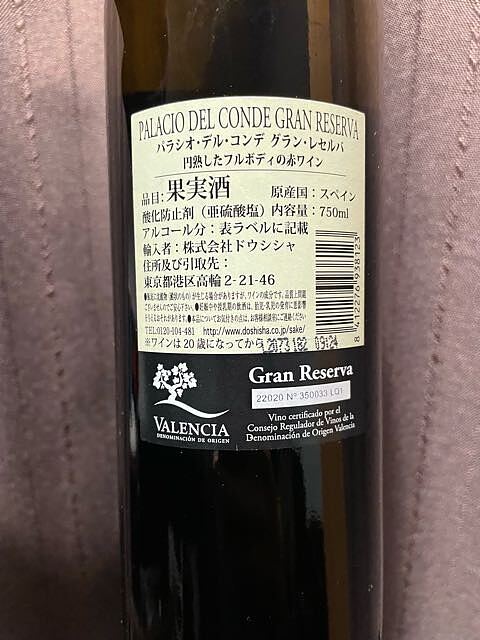 PALACIO DEL CONDE GRAN RESERVA
パラシオ・デル・コンデ グラン・レセルバ
円熟したフルボディの赤ワイン
品目:果実酒 原産国:スペイン
酸化防止剤(亜硫酸塩) 内容量:750ml
アルコール分:表ラベルに記載
輸入者:株式会社ドウシシャ
住所及び引取先:
東京都港区高輪2-21-46
TEL.0120-104-481 http://www.doshisha.co.jp/sake/
※ワインは20歳になってから
8412276938123
Gran Reserva
22020 Nº 350033 LQ1
VALENCIA
DENOMINACIÓN DE ORIGEN
Vino certificado por el
Consejo Regulador de Vinos de la
Denominación de Origen Valencia